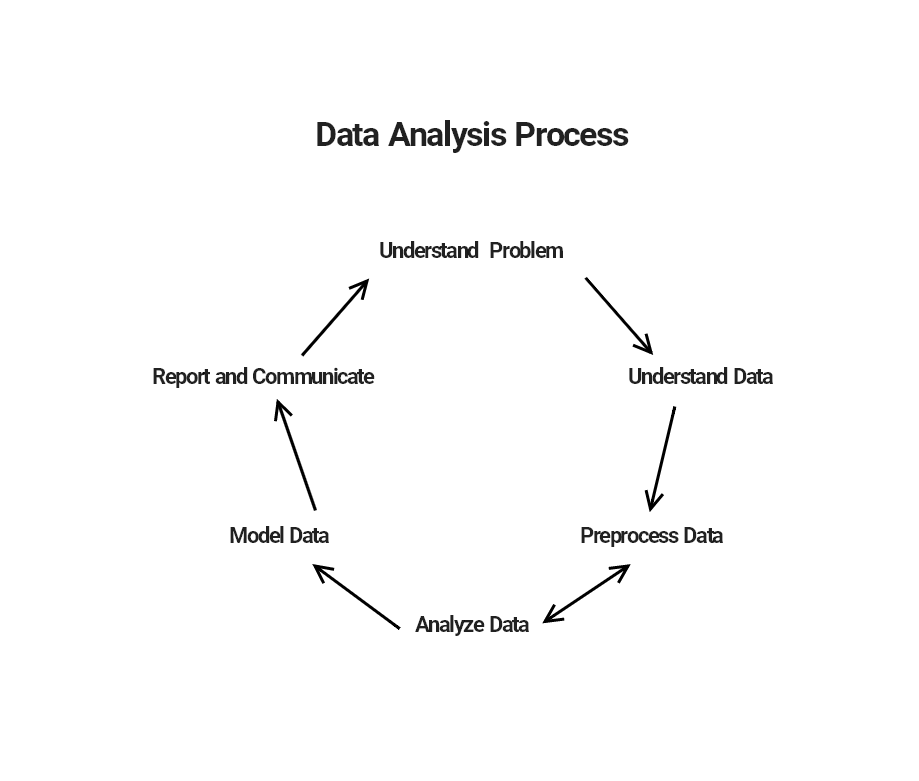 Data Analysis Process
Understand Problem
Report and Communicate
Understand Data
Model Data
Preprocess Data
Analyze Data